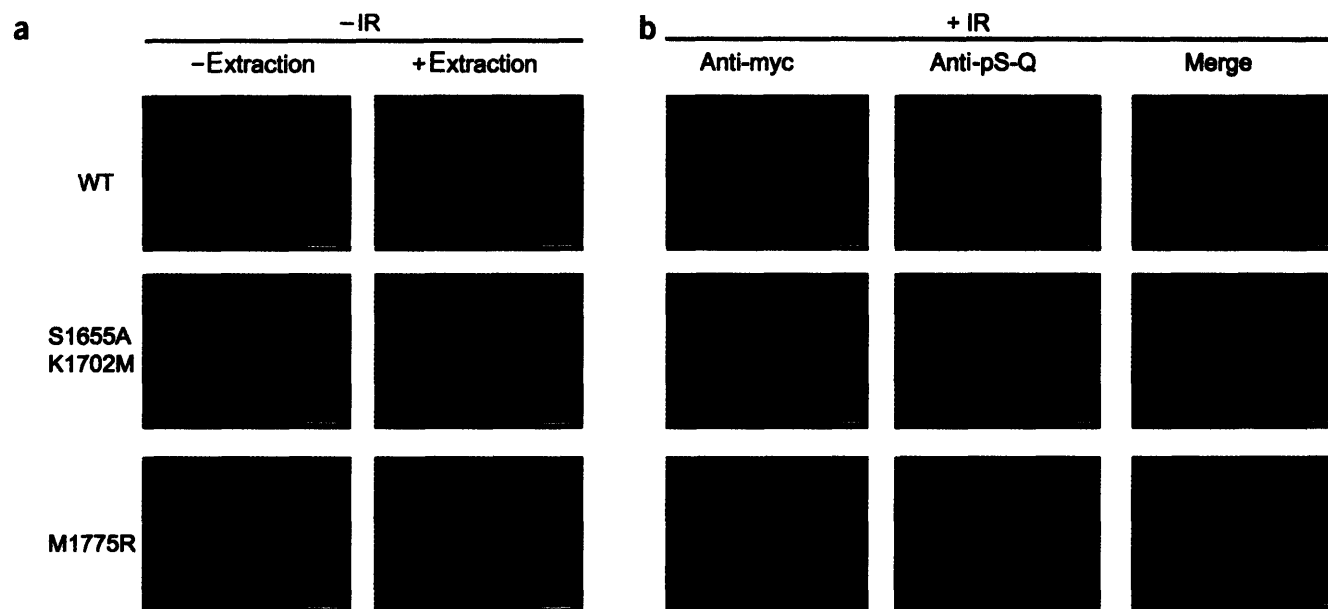 a
– IR
–Extraction +Extraction
b
+ IR
Anti-myc Anti-pS-Q Merge
WT
S1655A
K1702M
M1775R